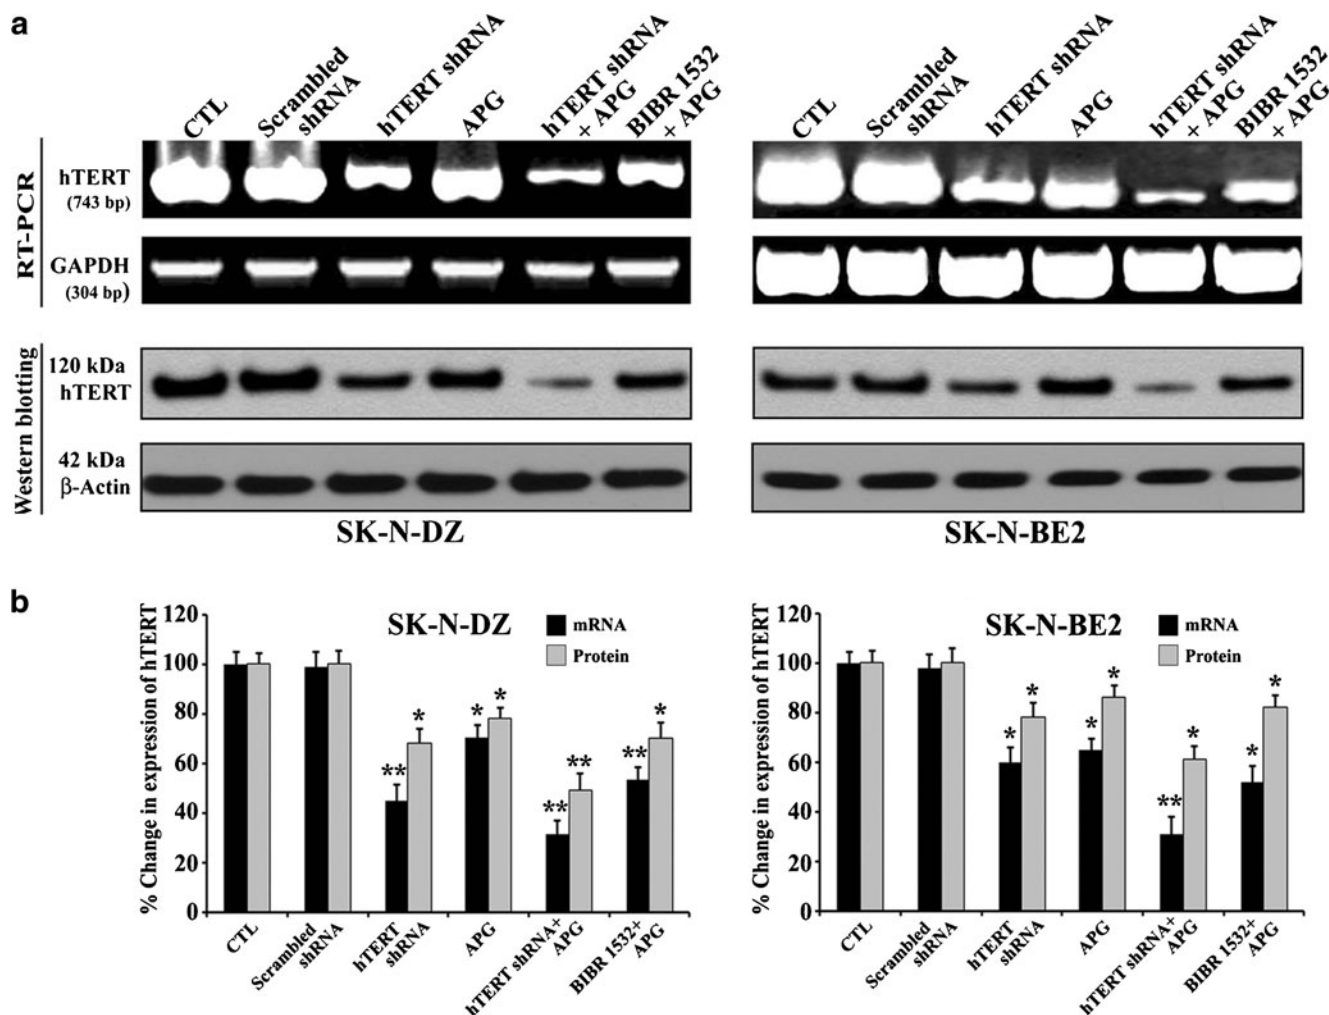 a
CTL
Scrambled
shRNA
hTERT shRNA
APG
hTERT shRNA
+ APG
BIBR 1532
+ APG
CTL
Scrambled
shRNA
hTERT shRNA
APG
hTERT shRNA
+ APG
BIBR 1532
+ APG
RT-PCR
hTERT
(743 bp)
GAPDH
(304 bp)
Western blotting
120 kDa
hTERT
42 kDa
β-Actin
SK-N-DZ
SK-N-BE2
b
% Change in expression of hTERT
120
100
80
60
40
20
0
SK-N-DZ
mRNA
Protein
**
*
*
*
**
**
**
*
CTL
Scrambled
shRNA
hTERT
shRNA
APG
hTERT shRNA+
APG
BIBR 1532+
APG
% Change in expression of hTERT
120
100
80
60
40
20
0
SK-N-BE2
mRNA
Protein
*
*
*
*
**
*
*
*
CTL
Scrambled
shRNA
hTERT
shRNA
APG
hTERT shRNA+
APG
BIBR 1532+
APG